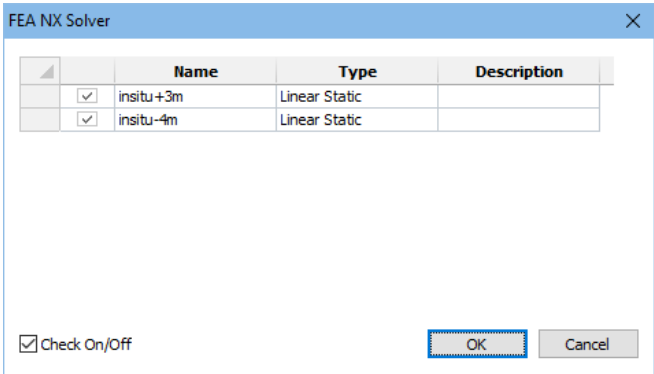 FEA NX Solver
Name Type Description
insitu+3m Linear Static
insitu-4m Linear Static
Check On/Off OK Cancel